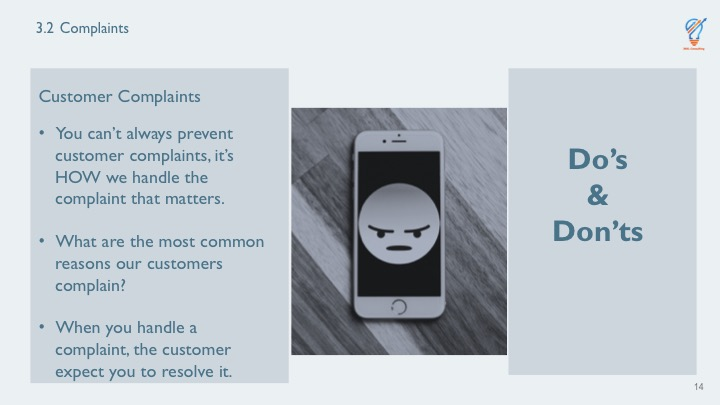 3.2 Complaints
Customer Complaints
• You can’t always prevent
customer complaints, it’s
HOW we handle the
complaint that matters.
• What are the most common
reasons our customers
complain?
• When you handle a
complaint, the customer
expect you to resolve it.
Do’s
&
Don’ts
14